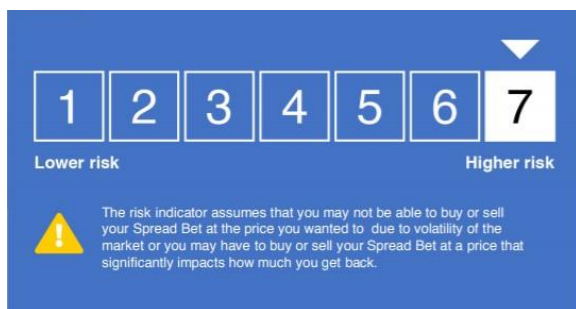 1 2 3 4 5 6 7
Lower risk Higher risk
The risk indicator assumes that you may not be able to buy or sell
your Spread Bet at the price you wanted to due to volatility of the
market or you may have to buy or sell your Spread Bet at a price that
significantly impacts how much you get back.